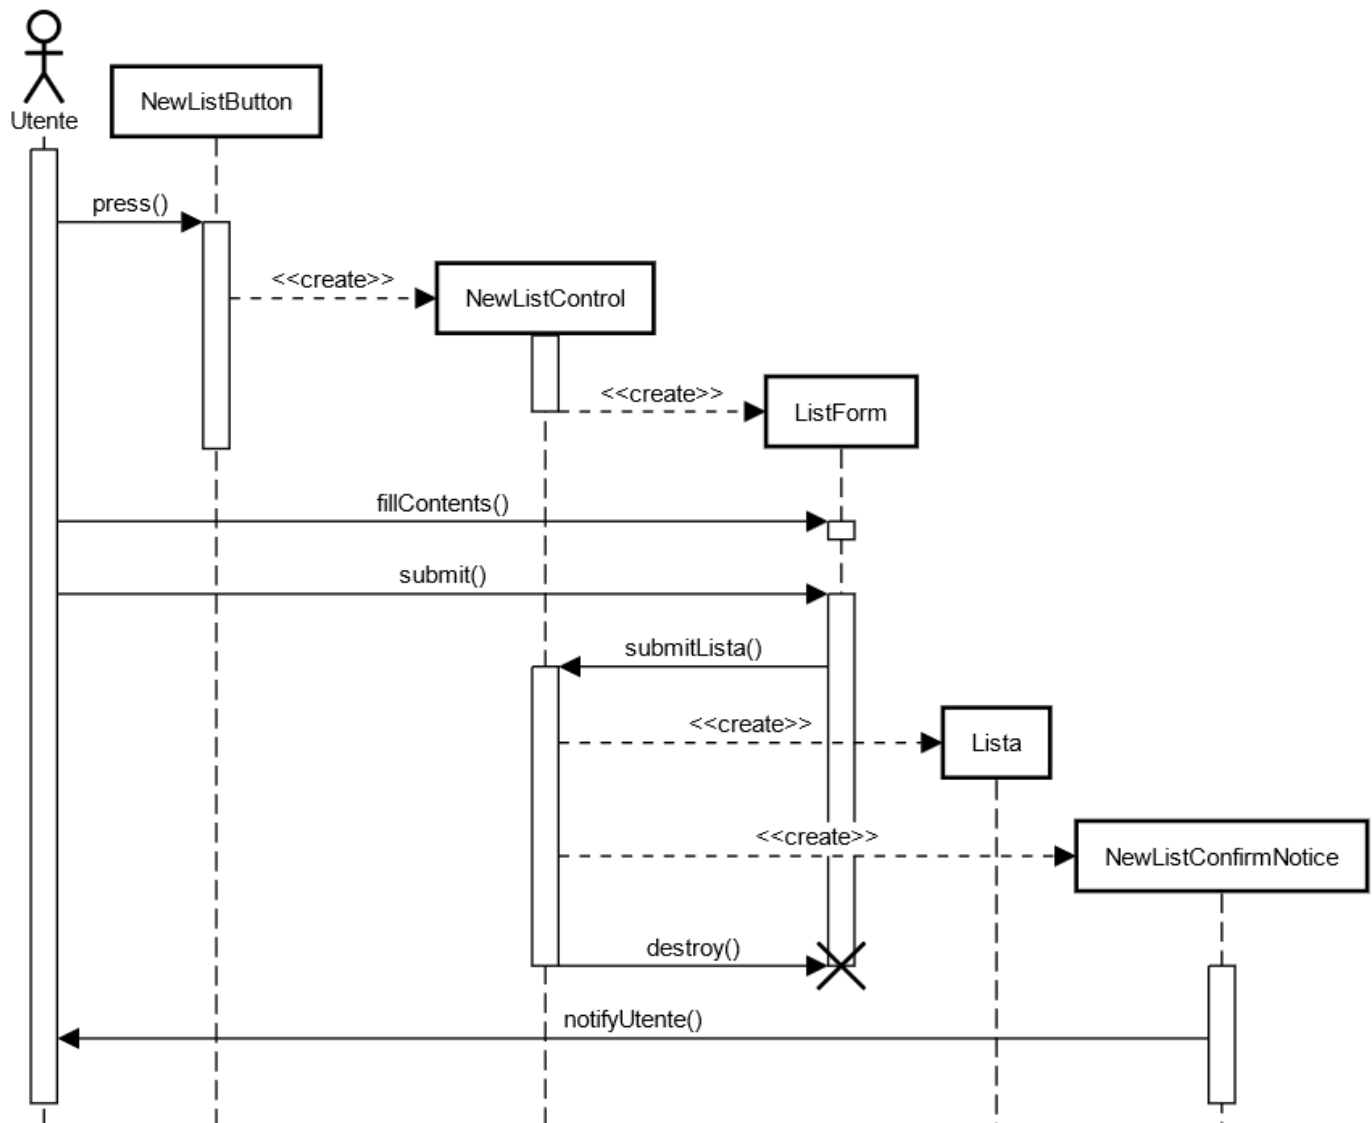 Utente
NewListButton
press()
<<create>>
NewListControl
<<create>>
ListForm
fillContents()
submit()
submitLista()
<<create>>
Lista
<<create>>
NewListConfirmNotice
destroy()
notifyUtente()